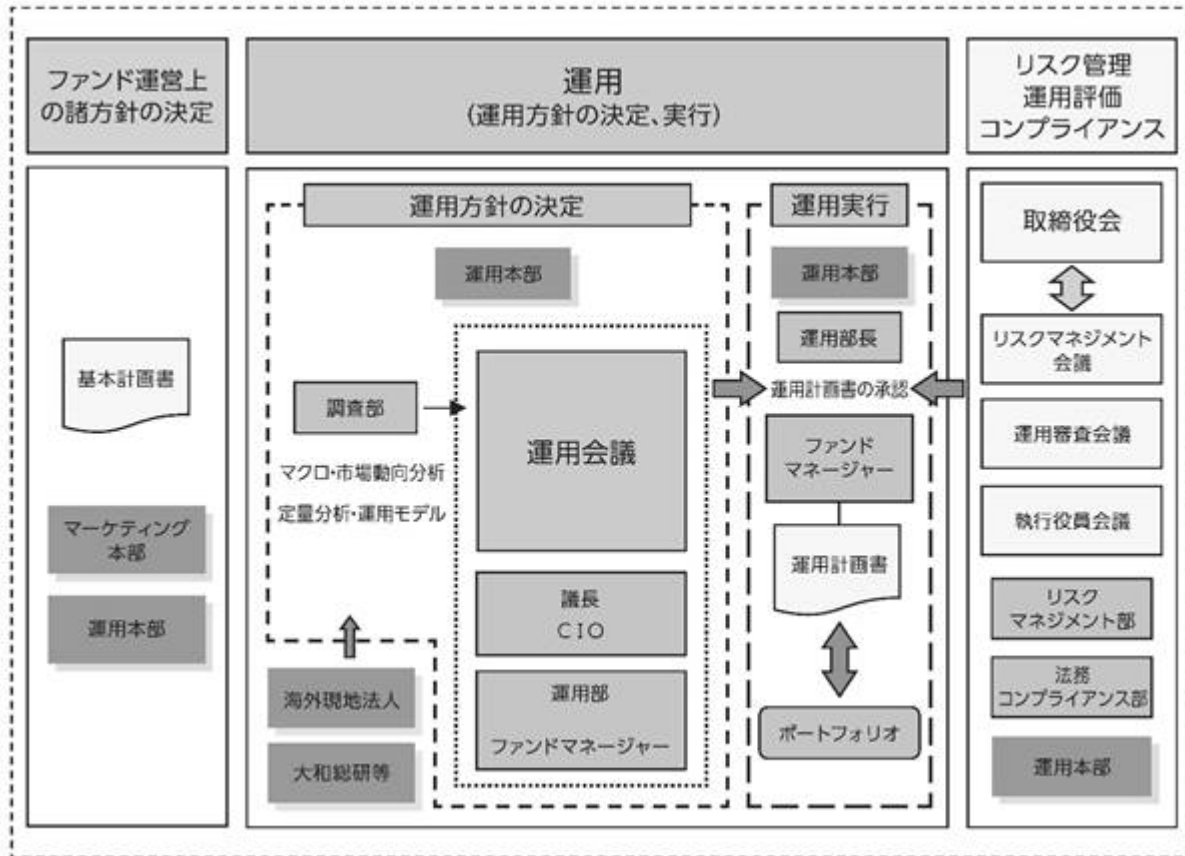 ファンド運営上
の諸方針の決定
運用
(運用方針の決定、実行)
リスク管理
運用評価
コンプライアンス
基本計画書
マーケティング
本部
運用本部
運用方針の決定
運用本部
調査部
マクロ・市場動向分析
定量分析・運用モデル
運用会議
議長
CIO
運用部
ファンドマネージャー
海外現地法人
大和総研等
運用実行
運用本部
運用部長
運用計画書の承認
ファンド
マネージャー
運用計画書
ポートフォリオ
取締役会
リスクマネジメント
会議
運用審査会議
執行役員会議
リスク
マネジメント部
法務
コンプライアンス部
運用本部